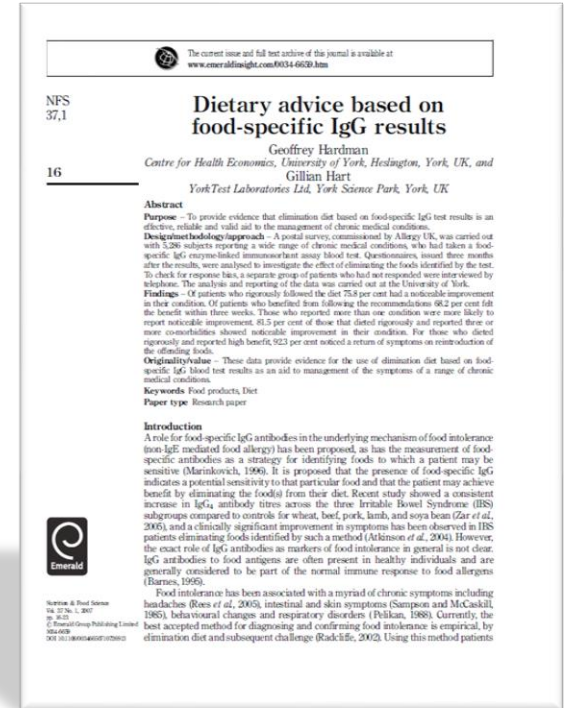 The current issue and full text archive of this journal is available at
www.emeraldinsight.com/0034-6659.htm
NFS
37,1
16
Dietary advice based on
food-specific IgG results
Geoffrey Hardman
Centre for Health Economics, University of York, Heslington, York, UK, and
Gillian Hart
YorkTest Laboratories Ltd, York Science Park, York, UK
Abstract
Purpose – To provide evidence that elimination diet based on food-specific IgG test results is an
effective, reliable and valid aid to the management of chronic medical conditions.
Design/methodology/approach – A postal survey, commissioned by Allergy UK, was carried out
with 5,286 subjects reporting a wide range of chronic medical conditions, who had taken a food-
specific IgG enzyme-linked immunosorbant assay blood test. Questionnaires, issued three months
after the results, were analysed to investigate the effect of eliminating the foods identified by the test.
To check for response bias, a separate group of patients who had not responded were interviewed by
telephone. The analysis and reporting of the data was carried out at the University of York.
Findings – Of patients who rigorously followed the diet 75.8 per cent had a noticeable improvement
in their condition. Of patients who benefited from following the recommendations 68.2 per cent felt
the benefit within three weeks. Those who reported more than one condition were more likely to
report noticeable improvement. 81.5 per cent of those that dieted rigorously and reported three or
more co-morbidities showed noticeable improvement in their condition. For those who dieted
rigorously and reported high benefit, 92.3 per cent noticed a return of symptoms on reintroduction of
the offending foods.
Originality/value – These data provide evidence for the use of elimination diet based on food-
specific IgG blood test results as an aid to management of the symptoms of a range of chronic
medical conditions.
Keywords Food products, Diet
Paper type Research paper
Introduction
A role for food-specific IgG antibodies in the underlying mechanism of food intolerance
(non-IgE mediated food allergy) has been proposed, as has the measurement of food-
specific antibodies as a strategy for identifying foods to which a patient may be
sensitive (Marinkovich, 1996). It is proposed that the presence of food-specific IgG
indicates a potential sensitivity to that particular food and that the patient may achieve
benefit by eliminating the food(s) from their diet. Recent study showed a consistent
increase in IgG₄ antibody titres across the three Irritable Bowel Syndrome (IBS)
subgroups compared to controls for wheat, beef, pork, lamb, and soya bean (Zar et al.,
2005), and a clinically significant improvement in symptoms has been observed in IBS
patients eliminating foods identified by such a method (Atkinson et al., 2004). However,
the exact role of IgG antibodies as markers of food intolerance in general is not clear.
IgG antibodies to food antigens are often present in healthy individuals and are
generally considered to be part of the normal immune response to food allergens
(Barnes, 1995).
Food intolerance has been associated with a myriad of chronic symptoms including
headaches (Rees et al., 2005), intestinal and skin symptoms (Sampson and McCaskill,
1985), behavioural changes and respiratory disorders (Pelikan, 1988). Currently, the
best accepted method for diagnosing and confirming food intolerance is empirical, by
elimination diet and subsequent challenge (Radcliffe, 2002). Using this method patients
Emerald
Nutrition & Food Science
Vol. 37 No. 1, 2007
pp. 16-23
© Emerald Group Publishing Limited
0034-6659